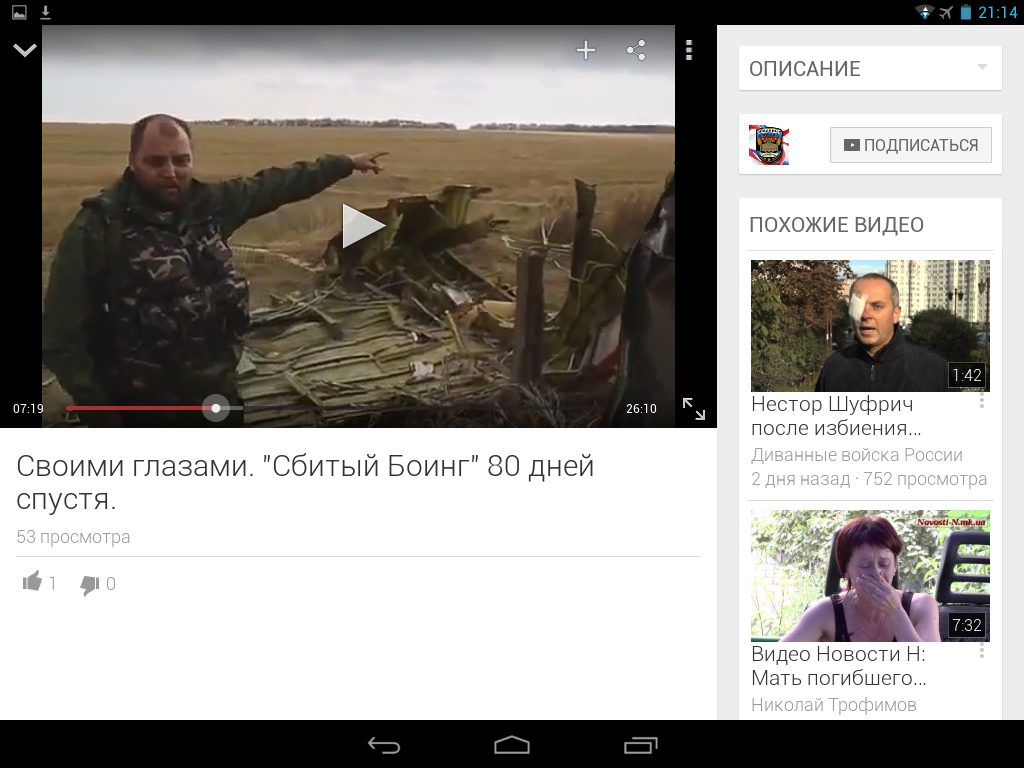 21:14
07:19
26:10
Своими глазами. "Сбитый Боинг" 80 дней
спустя.
53 просмотра
1
0
ОПИСАНИЕ
ПОДПИСАТЬСЯ
ПОХОЖИЕ ВИДЕО
1:42
Нестор Шуфрич
после избиения...
Диванные войска России
2 дня назад · 752 просмотра
Novosti-N.mk.ua
7:32
Видео Новости Н:
Мать погибшего...
Николай Трофимов